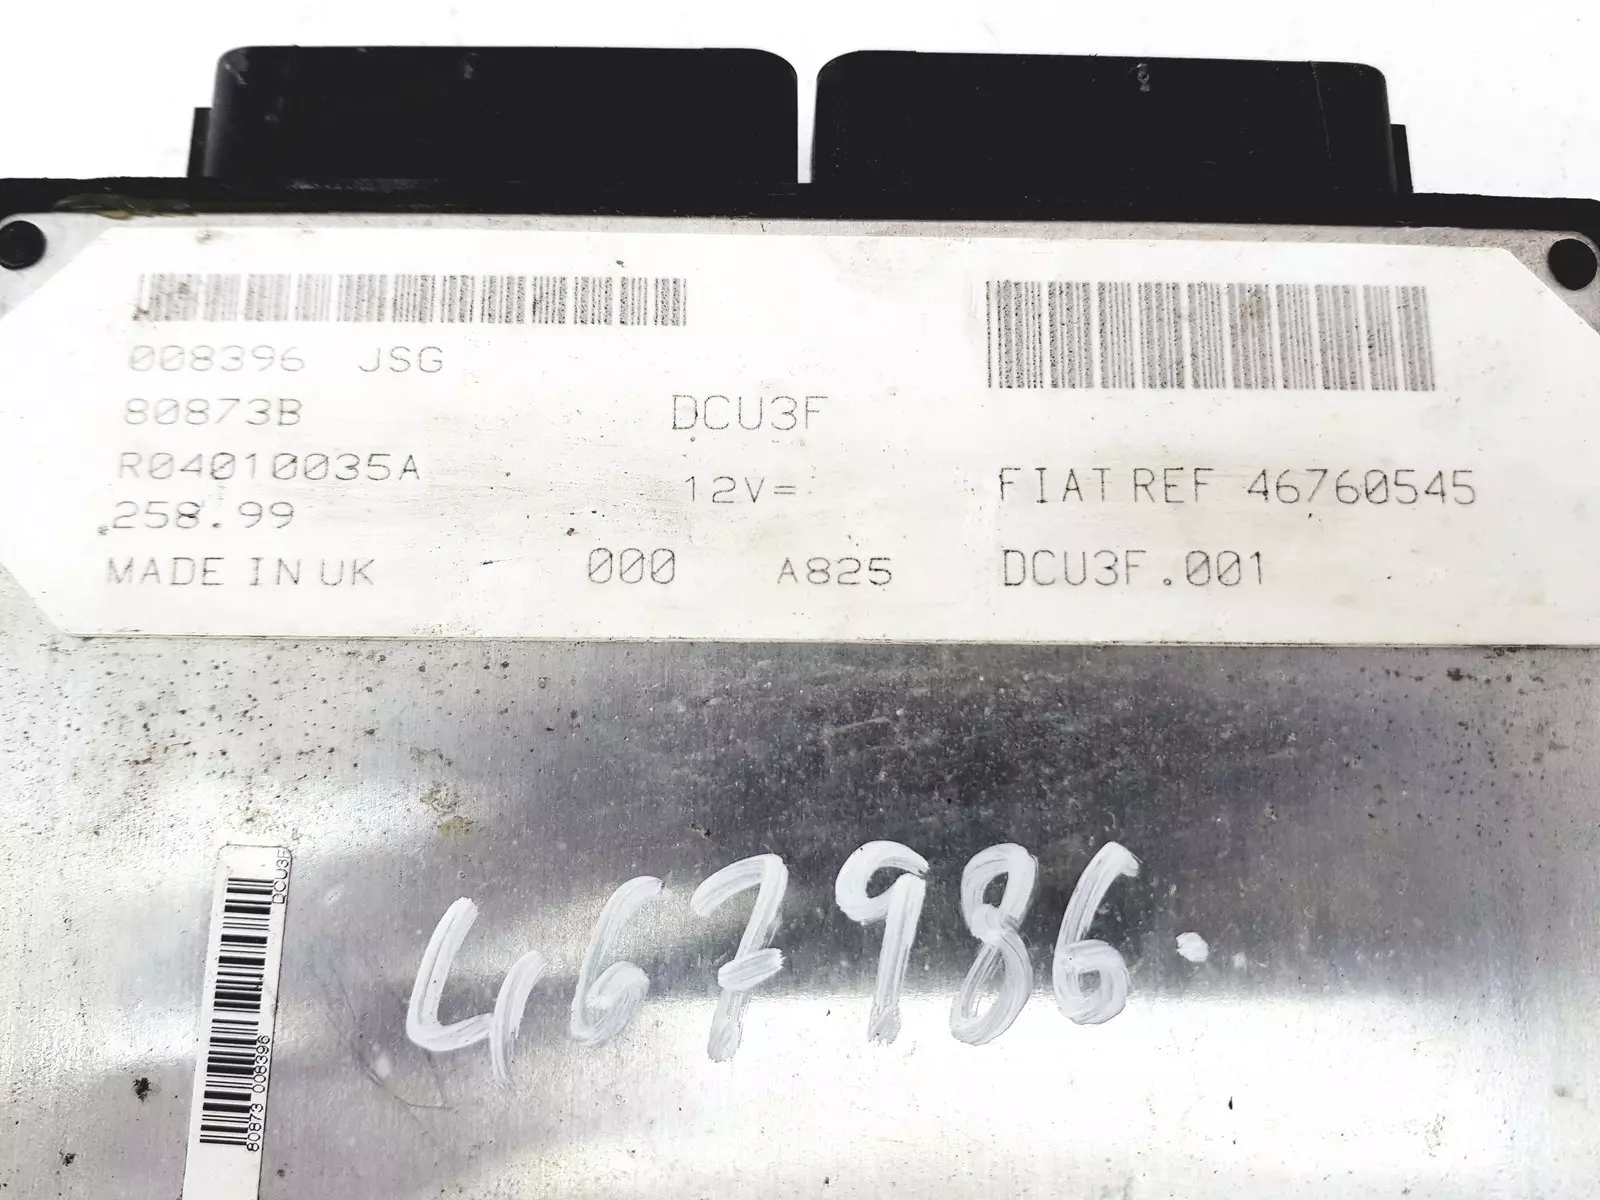 008396 JSG
80873B
DCU3F
R04010035A
12V=
FIAT REF 46760545
258.99
MADE IN UK
000
A825
DCU3F.001
467986.
DCU3F
80873 008396